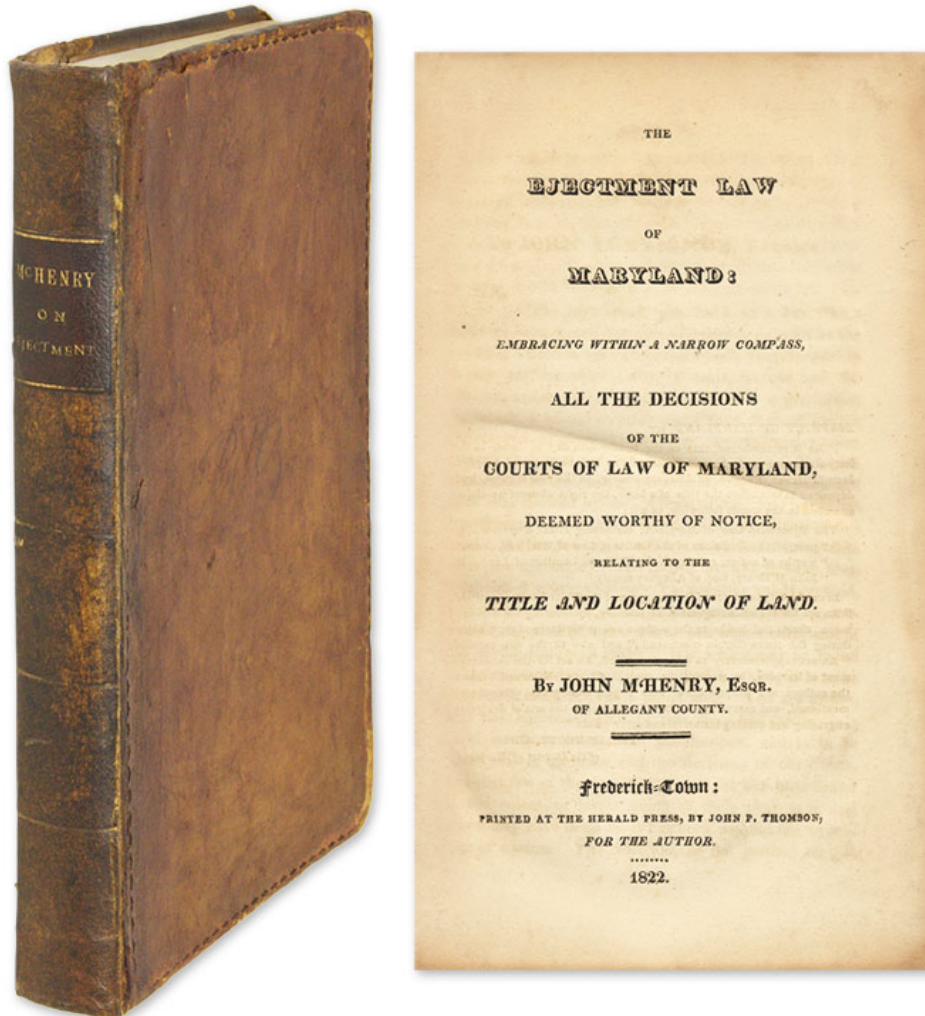 McHENRY
ON
EJECTMENT
THE
EJECTMENT LAW
OF
MARYLAND:
EMBRACING WITHIN A NARROW COMPASS,
ALL THE DECISIONS
OF THE
COURTS OF LAW OF MARYLAND,
DEEMED WORTHY OF NOTICE,
RELATING TO THE
TITLE AND LOCATION OF LAND.
By JOHN M‘HENRY, Esqr.
OF ALLEGANY COUNTY.
Frederick-Town:
PRINTED AT THE HERALD PRESS, BY JOHN P. THOMSON,
FOR THE AUTHOR.
1822.